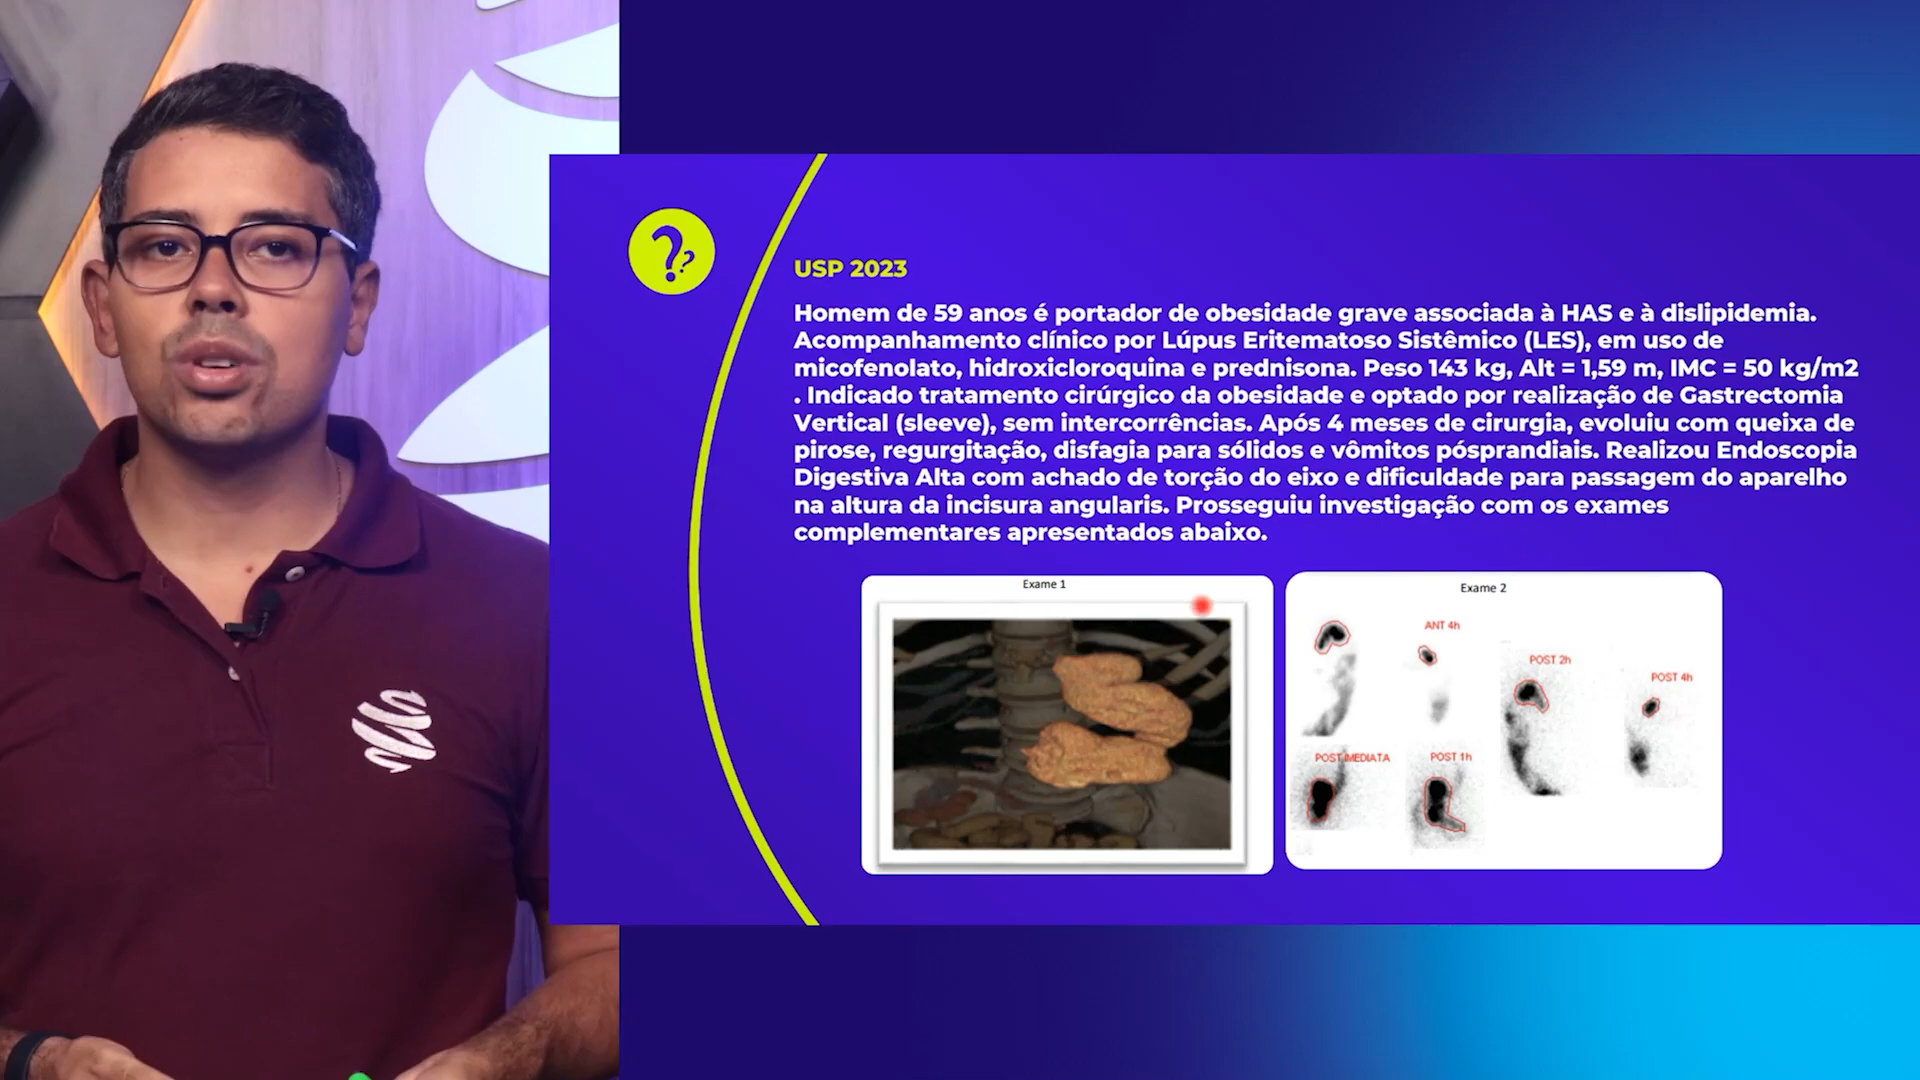 USP 2023
Homem de 59 anos é portador de obesidade grave associada à HAS e à dislipidemia.
Acompanhamento clínico por Lúpus Eritematoso Sistêmico (LES), em uso de
micofenolato, hidroxicloroquina e prednisona. Peso 143 kg, Alt = 1,59 m, IMC = 50 kg/m2
. Indicado tratamento cirúrgico da obesidade e optado por realização de Gastrectomia
Vertical (sleeve), sem intercorrências. Após 4 meses de cirurgia, evoluiu com queixa de
pirose, regurgitação, disfagia para sólidos e vômitos pósprandiais. Realizou Endoscopia
Digestiva Alta com achado de torção do eixo e dificuldade para passagem do aparelho
na altura da incisura angularis. Prosseguiu investigação com os exames
complementares apresentados abaixo.
Exame 1
Exame 2
ANT 4h
POST 2h
POST 4h
POST IMEDIATA
POST 1h